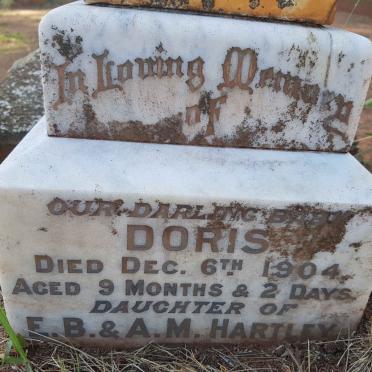 In Loving Memory
of
OUR DARLING BABY
DORIS
DIED DEC. 6TH 1904.
AGED 9 MONTHS & 2 DAYS.
DAUGHTER OF
E.B. & A.M. HARTLEY